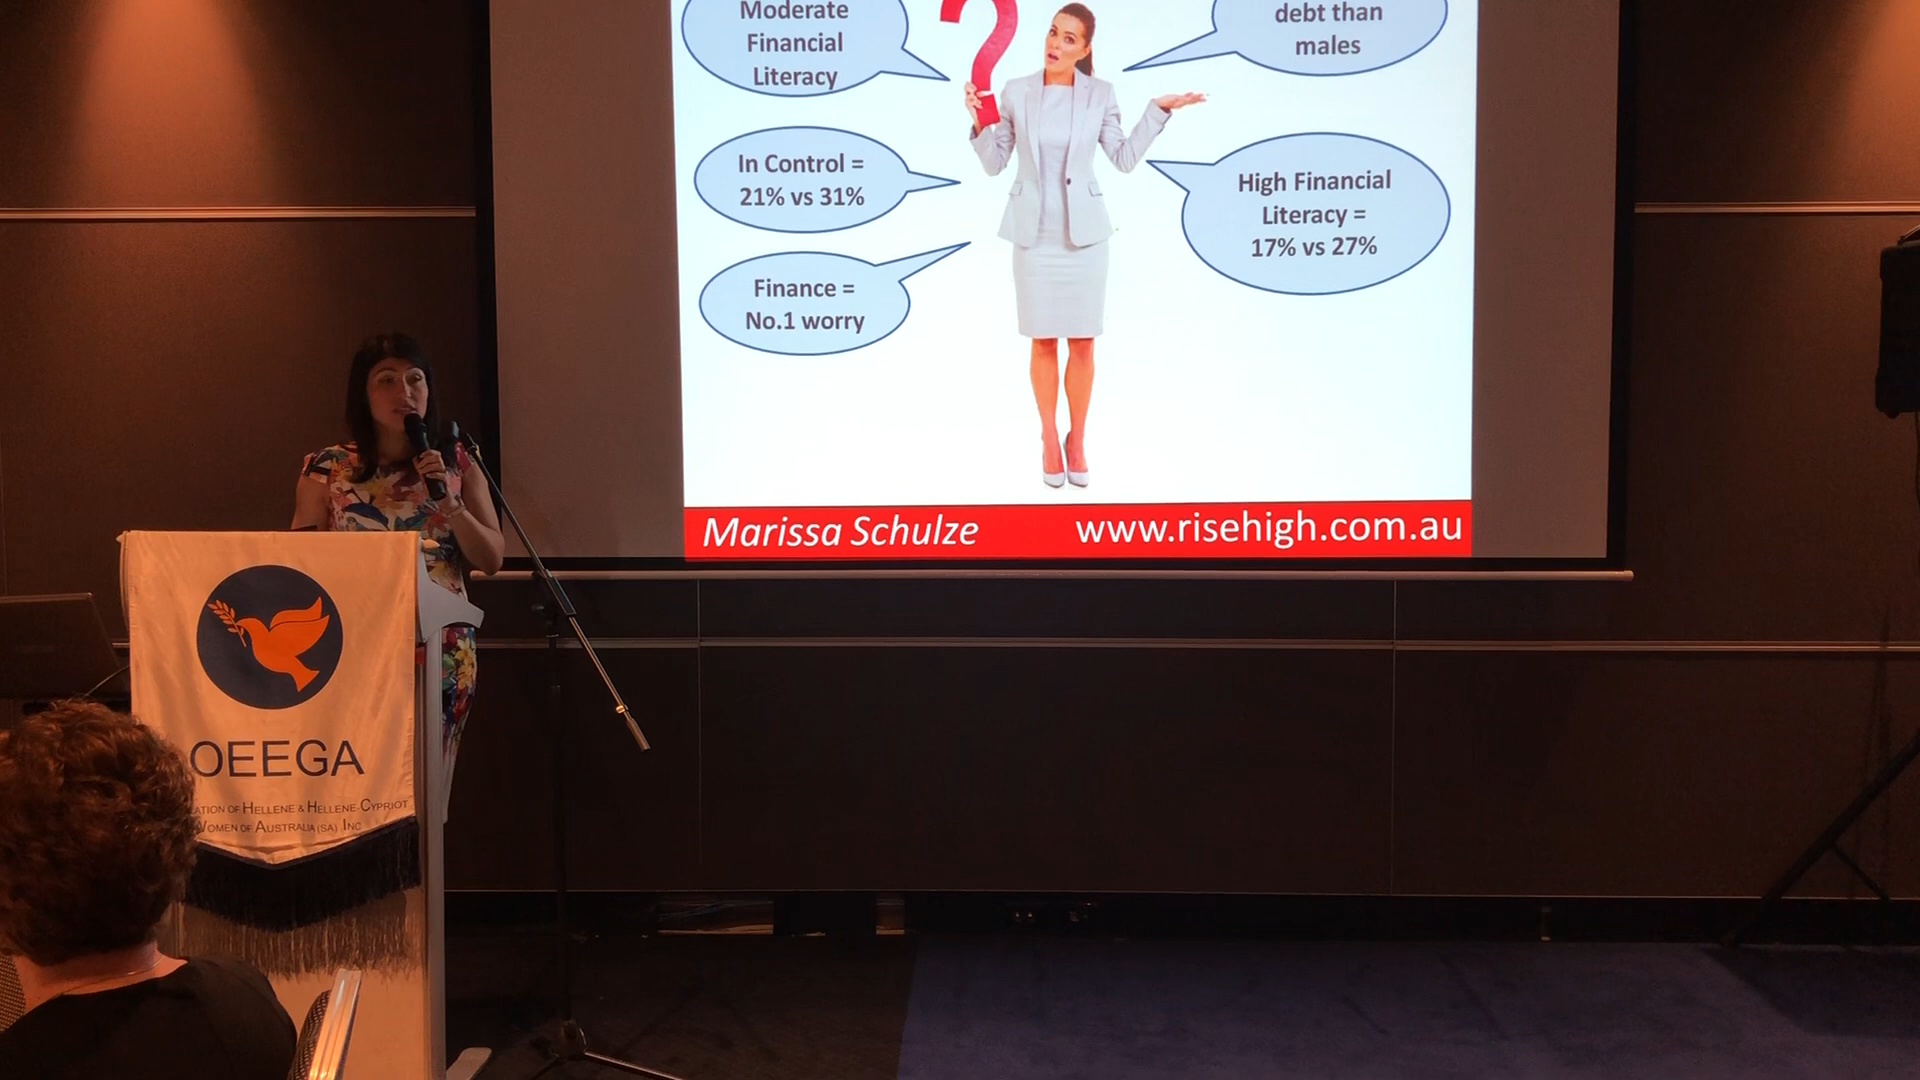 Moderate
Financial
Literacy
debt than
males
In Control =
21% vs 31%
High Financial
Literacy =
17% vs 27%
Finance =
No.1 worry
Marissa Schulze
www.risehigh.com.au
OEEGA
OF HELLENE & HELLENE-CYPRIOT
WOMEN OF AUSTRALIA (SA) INC